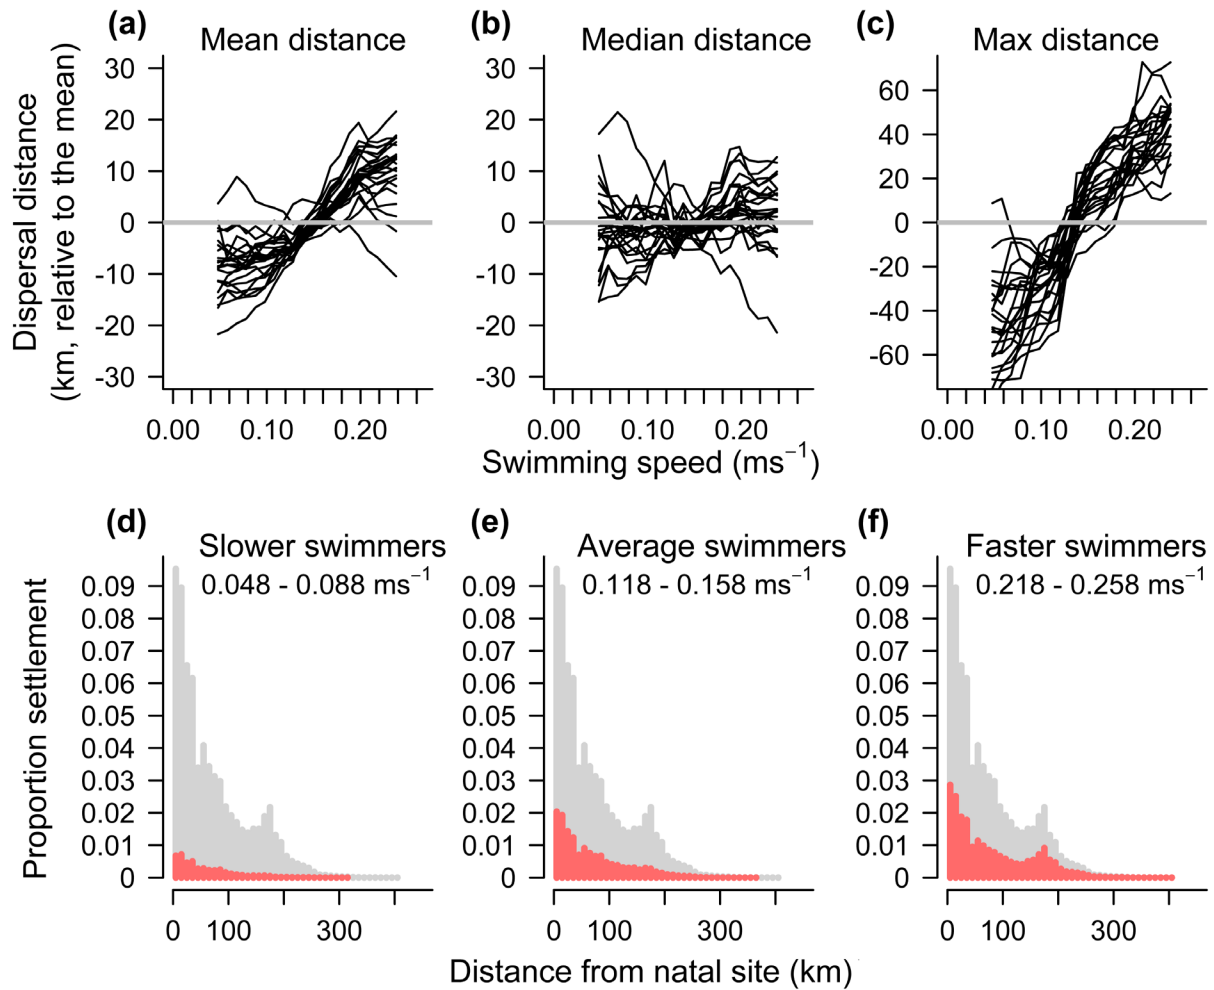 (a)
Mean distance
(b)
Median distance
(c)
Max distance
Dispersal distance
(km, relative to the mean)
30
20
10
0
-10
-20
-30
30
20
10
0
-10
-20
-30
60
40
20
0
-20
-40
-60
0.00 0.10 0.20
0.00 0.10 0.20
0.00 0.10 0.20
Swimming speed (ms⁻¹)
(d)
Slower swimmers
0.048 - 0.088 ms⁻¹
(e)
Average swimmers
0.118 - 0.158 ms⁻¹
(f)
Faster swimmers
0.218 - 0.258 ms⁻¹
Proportion settlement
0.09
0.08
0.07
0.06
0.05
0.04
0.03
0.02
0.01
0
0.09
0.08
0.07
0.06
0.05
0.04
0.03
0.02
0.01
0
0.09
0.08
0.07
0.06
0.05
0.04
0.03
0.02
0.01
0
0 100 300
0 100 300
0 100 300
Distance from natal site (km)